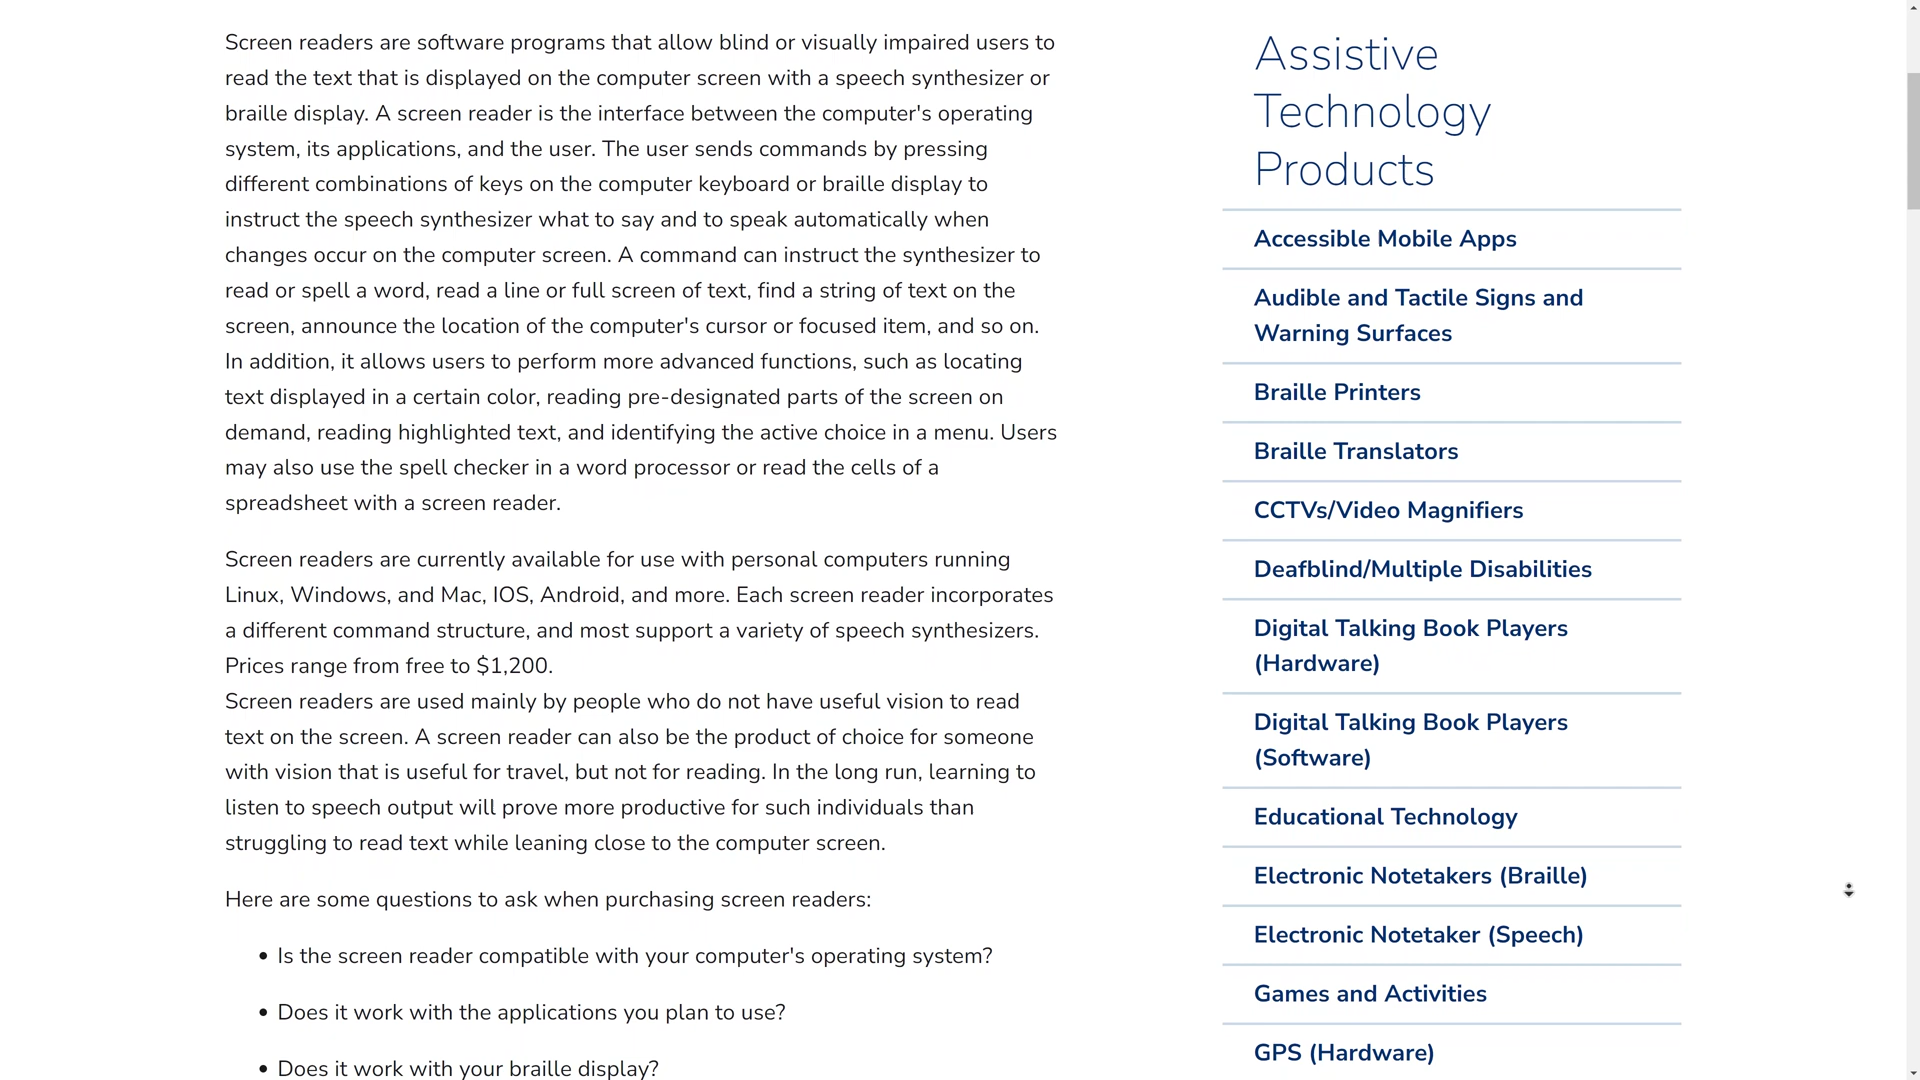 Screen readers are software programs that allow blind or visually impaired users to
read the text that is displayed on the computer screen with a speech synthesizer or
braille display. A screen reader is the interface between the computer's operating
system, its applications, and the user. The user sends commands by pressing
different combinations of keys on the computer keyboard or braille display to
instruct the speech synthesizer what to say and to speak automatically when
changes occur on the computer screen. A command can instruct the synthesizer to
read or spell a word, read a line or full screen of text, find a string of text on the
screen, announce the location of the computer's cursor or focused item, and so on.
In addition, it allows users to perform more advanced functions, such as locating
text displayed in a certain color, reading pre-designated parts of the screen on
demand, reading highlighted text, and identifying the active choice in a menu. Users
may also use the spell checker in a word processor or read the cells of a
spreadsheet with a screen reader.
Screen readers are currently available for use with personal computers running
Linux, Windows, and Mac, IOS, Android, and more. Each screen reader incorporates
a different command structure, and most support a variety of speech synthesizers.
Prices range from free to $1,200.
Screen readers are used mainly by people who do not have useful vision to read
text on the screen. A screen reader can also be the product of choice for someone
with vision that is useful for travel, but not for reading. In the long run, learning to
listen to speech output will prove more productive for such individuals than
struggling to read text while leaning close to the computer screen.
Here are some questions to ask when purchasing screen readers:
• Is the screen reader compatible with your computer's operating system?
• Does it work with the applications you plan to use?
• Does it work with your braille display?
Assistive
Technology
Products
Accessible Mobile Apps
Audible and Tactile Signs and
Warning Surfaces
Braille Printers
Braille Translators
CCTVs/Video Magnifiers
Deafblind/Multiple Disabilities
Digital Talking Book Players
(Hardware)
Digital Talking Book Players
(Software)
Educational Technology
Electronic Notetakers (Braille)
Electronic Notetaker (Speech)
Games and Activities
GPS (Hardware)